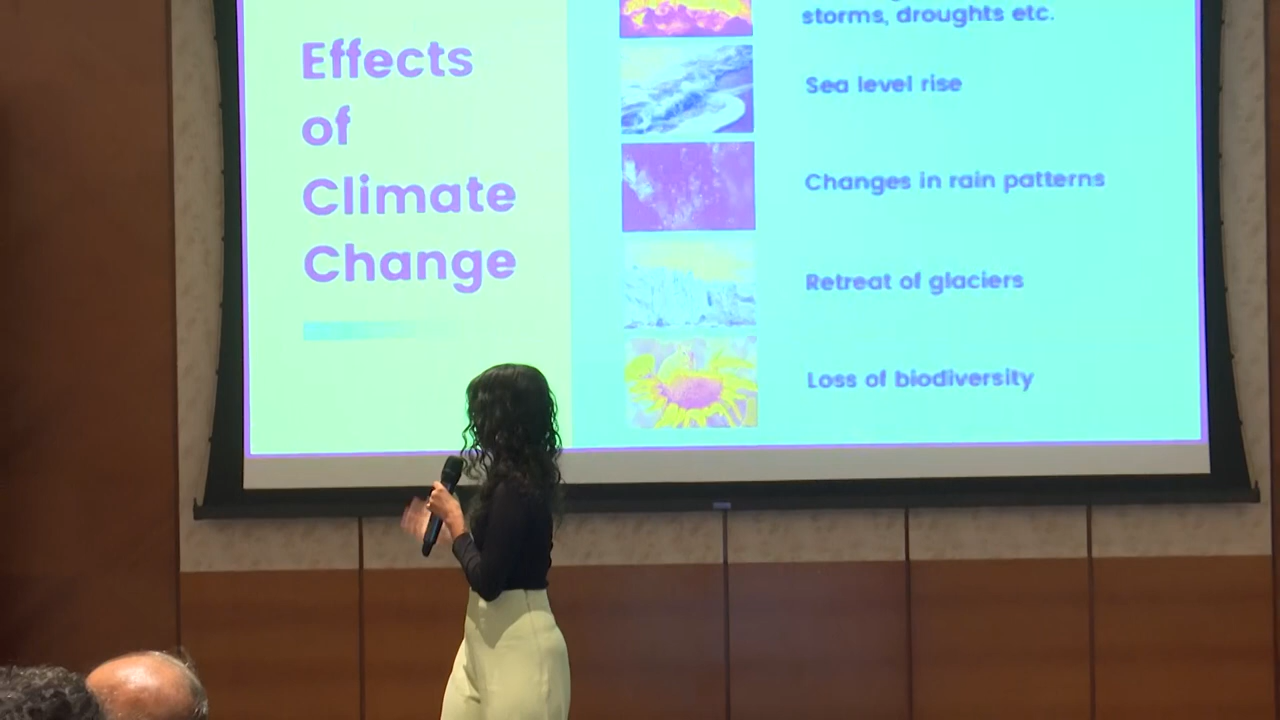 Effects
of
Climate
Change
storms, droughts etc.
Sea level rise
Changes in rain patterns
Retreat of glaciers
Loss of biodiversity